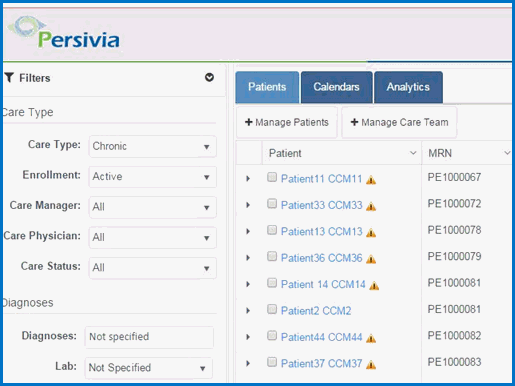 Persivia
Filters
Care Type
Care Type: Chronic
Enrollment: Active
Care Manager: All
Care Physician: All
Care Status: All
Diagnoses
Diagnoses: Not specified
Lab: Not Specified
Patients Calendars Analytics
+ Manage Patients + Manage Care Team
Patient MRN
Patient11 CCM11 PE1000067
Patient33 CCM33 PE1000072
Patient13 CCM13 PE1000078
Patient36 CCM36 PE1000079
Patient 14 CCM14 PE1000081
Patient2 CCM2 PE1000081
Patient44 CCM44 PE1000082
Patient37 CCM37 PE1000083